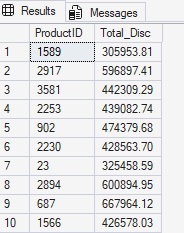 Results Messages
ProductID Total_Disc
1 1589 305953.81
2 2917 596897.41
3 3581 442309.29
4 2253 439082.74
5 902 474379.68
6 2230 428563.70
7 23 325458.59
8 2894 600894.95
9 687 667964.12
10 1566 426578.03